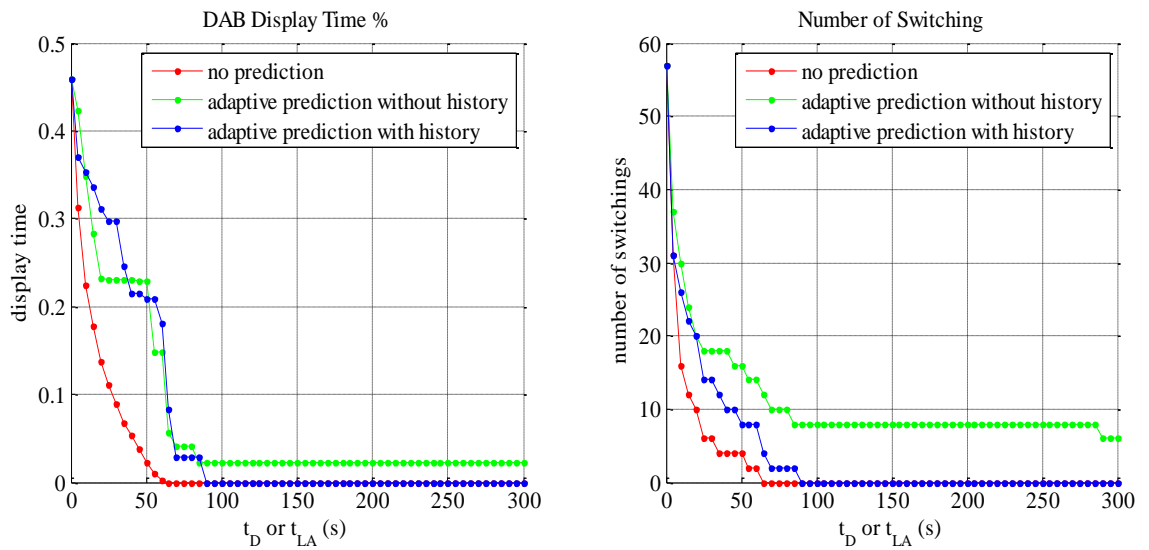 DAB Display Time %
0.5
0.4
0.3
0.2
0.1
0
display time
no prediction
adaptive prediction without history
adaptive prediction with history
0 50 100 150 200 250 300
t_D or t_LA (s)
Number of Switching
60
50
40
30
20
10
0
number of switchings
no prediction
adaptive prediction without history
adaptive prediction with history
0 50 100 150 200 250 300
t_D or t_LA (s)